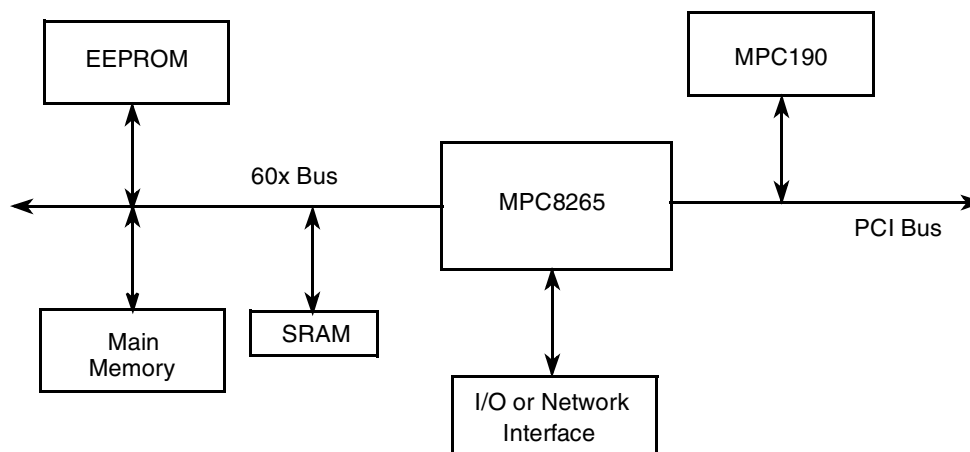 EEPROM
MPC190
60x Bus
MPC8265
PCI Bus
Main
Memory
SRAM
I/O or Network
Interface